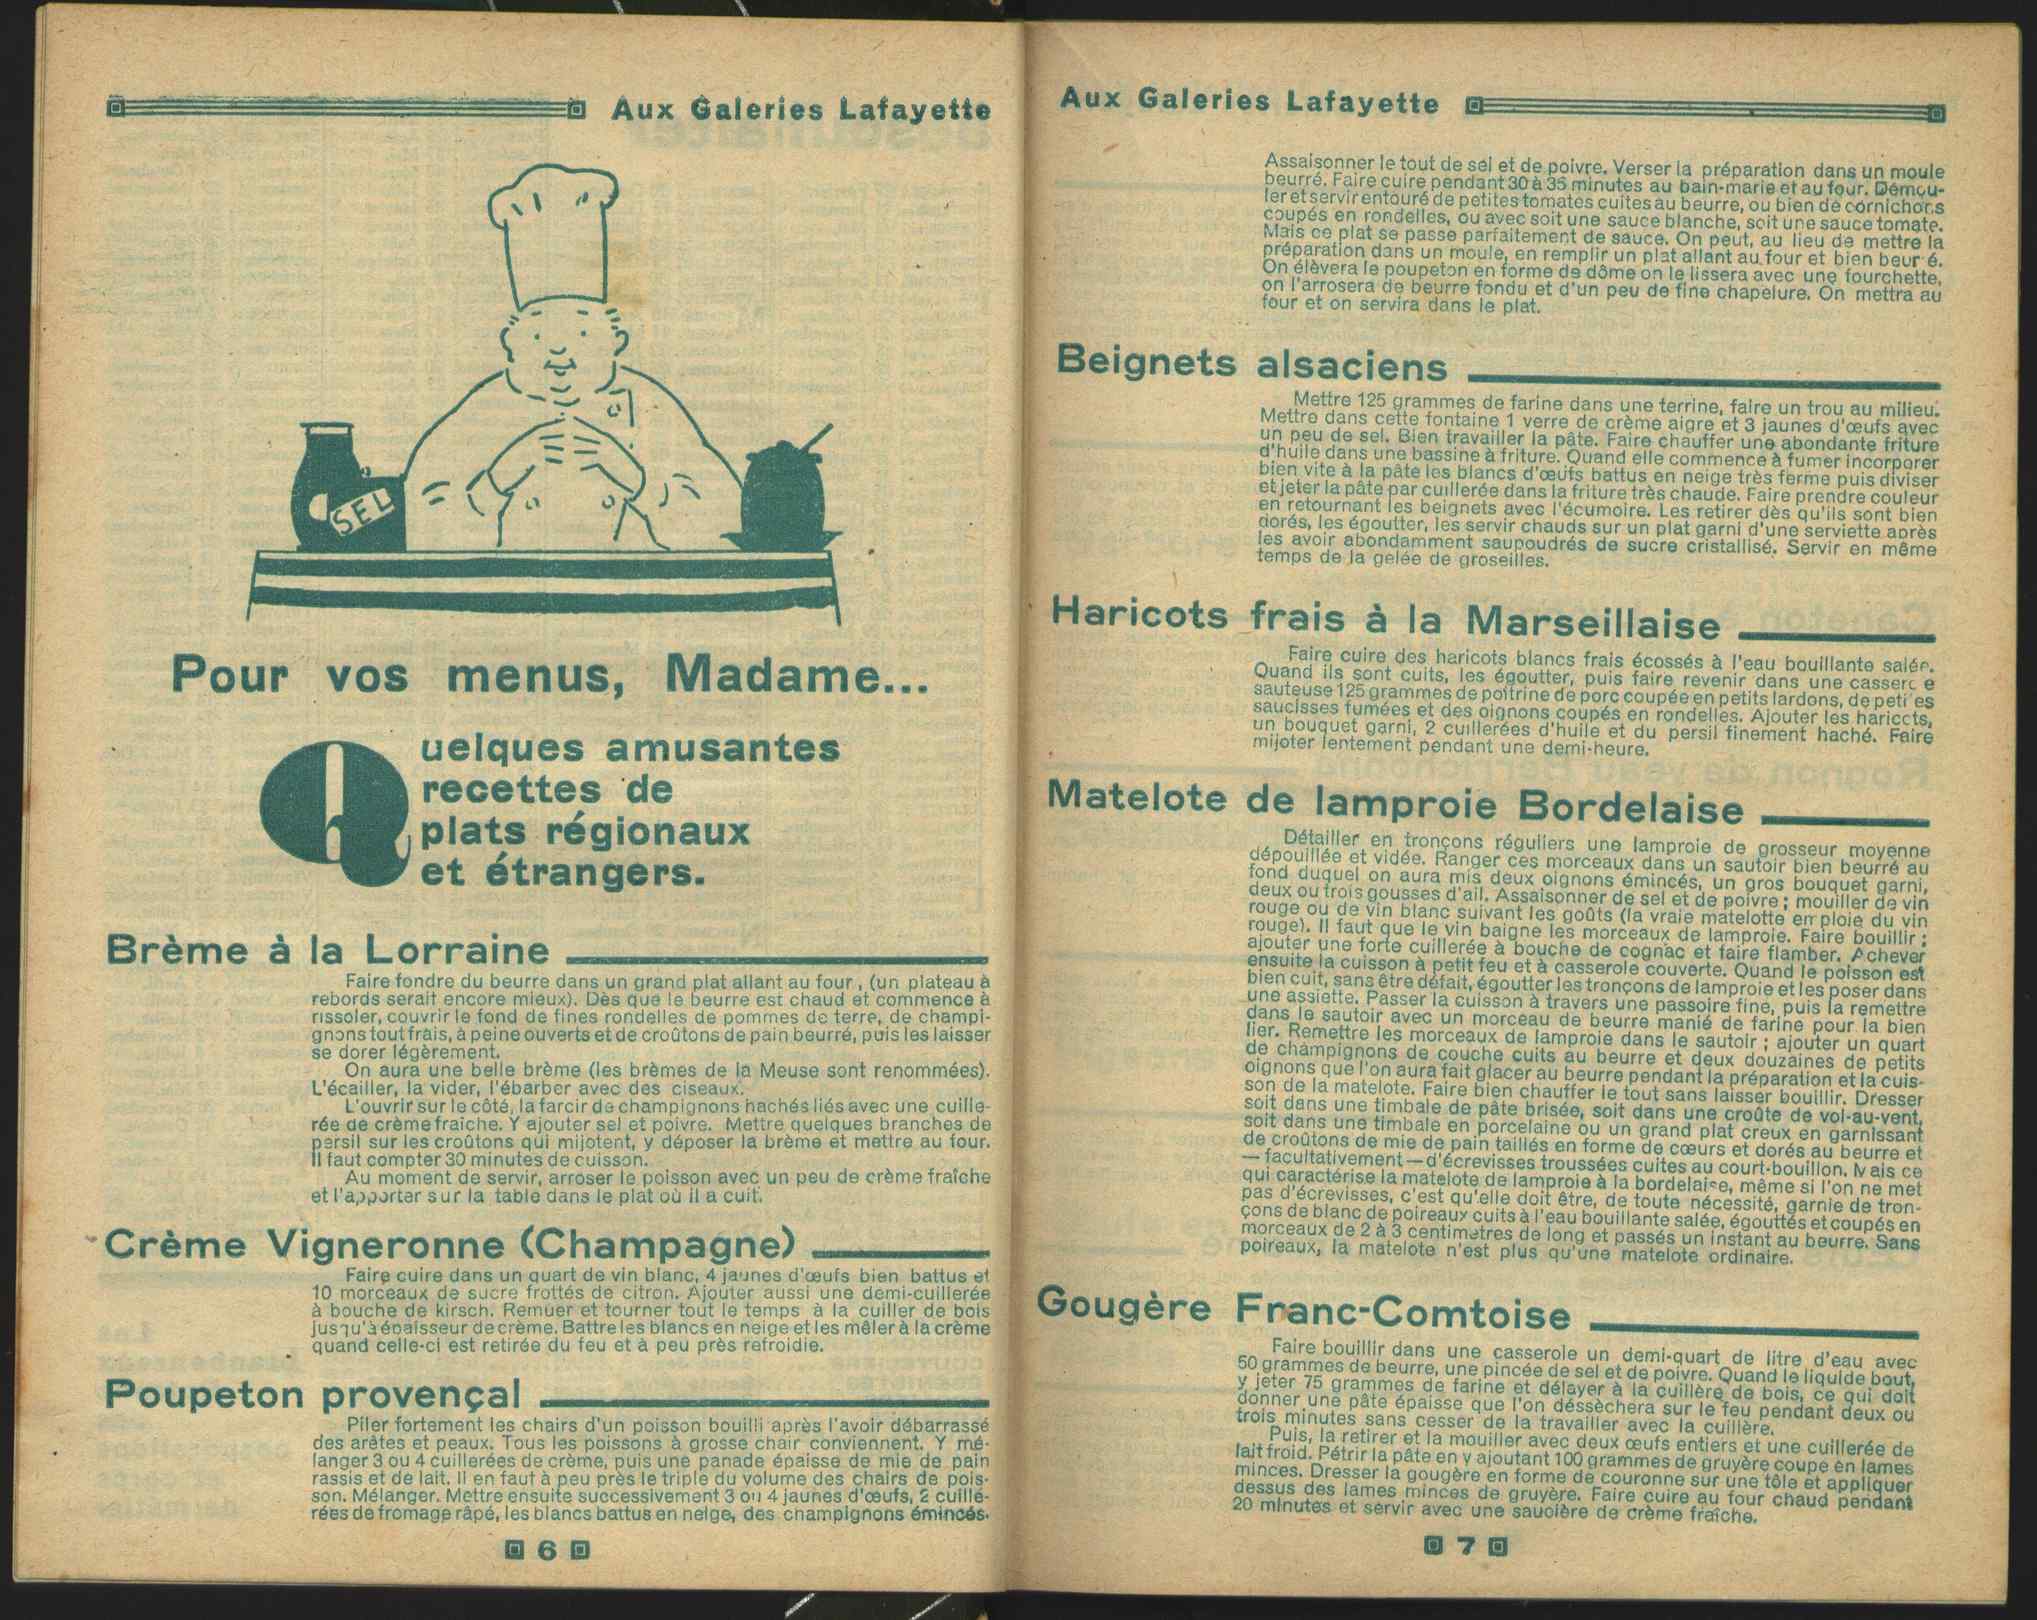 Aux Galeries Lafayette
SEL
Pour vos menus, Madame...
Quelques amusantes
recettes de
plats régionaux
et étrangers.
Brème à la Lorraine
Faire fondre du beurre dans un grand plat allant au four, (un plateau à
rebords serait encore mieux). Dès que le beurre est chaud et commence à
rissoler, couvrir le fond de fines rondelles de pommes de terre, de champi-
gnons tout frais, à peine ouverts et de croûtons de pain beurré, puis les laisser
se dorer légèrement.
On aura une belle brème (les brèmes de la Meuse sont renommées).
L'écailler, la vider, l'ébarber avec des ciseaux.
L'ouvrir sur le côté, la farcir de champignons hachés liés avec une cuille-
rée de crème fraîche. Y ajouter sel et poivre. Mettre quelques branches de
persil sur les croûtons qui mijotent, y déposer la brème et mettre au four.
Il faut compter 30 minutes de cuisson.
Au moment de servir, arroser le poisson avec un peu de crème fraîche
et l'apporter sur la table dans le plat où il a cuit.
Crème Vigneronne (Champagne)
Faire cuire dans un quart de vin blanc, 4 jaunes d'œufs bien battus et
10 morceaux de sucre frottés de citron. Ajouter aussi une demi-cuillerée
à bouche de kirsch. Remuer et tourner tout le temps à la cuiller de bois
jusqu'à épaisseur de crème. Battre les blancs en neige et les mêler à la crème
quand celle-ci est retirée du feu et à peu près refroidie.
Poupeton provençal
Piler fortement les chairs d'un poisson bouilli après l'avoir débarrassé
des arêtes et peaux. Tous les poissons à grosse chair conviennent. Y mé-
langer 3 ou 4 cuillerées de crème, puis une panade épaisse de mie de pain
rassis et de lait. Il en faut à peu près le triple du volume des chairs de pois-
son. Mélanger. Mettre ensuite successivement 3 ou 4 jaunes d'œufs, 2 cuille-
rées de fromage râpé, les blancs battus en neige, des champignons émincés.
6
Aux Galeries Lafayette
Assaisonner le tout de sel et de poivre. Verser la préparation dans un moule
beurré. Faire cuire pendant 30 à 35 minutes au bain-marie et au four. Démou-
ler et servir entouré de petites tomates cuites au beurre, ou bien de cornichons
coupés en rondelles, ou avec soit une sauce blanche, soit une sauce tomate.
Mais ce plat se passe parfaitement de sauce. On peut, au lieu de mettre la
préparation dans un moule, en remplir un plat allant au four et bien beurré.
On élèvera le poupeton en forme de dôme on le lissera avec une fourchette,
on l'arrosera de beurre fondu et d'un peu de fine chapelure. On mettra au
four et on servira dans le plat.
Beignets alsaciens
Mettre 125 grammes de farine dans une terrine, faire un trou au milieu.
Mettre dans cette fontaine 1 verre de crème aigre et 3 jaunes d'œufs avec
un peu de sel. Bien travailler la pâte. Faire chauffer une abondante friture
d'huile dans une bassine à friture. Quand elle commence à fumer incorporer
bien vite à la pâte les blancs d'œufs battus en neige très ferme puis diviser
et jeter la pâte par cuillerée dans la friture très chaude. Faire prendre couleur
en retournant les beignets avec l'écumoire. Les retirer dès qu'ils sont bien
dorés, les égoutter, les servir chauds sur un plat garni d'une serviette après
les avoir abondamment saupoudrés de sucre cristallisé. Servir en même
temps de la gelée de groseilles.
Haricots frais à la Marseillaise
Faire cuire des haricots blancs frais écossés à l'eau bouillante salée.
Quand ils sont cuits, les égoutter, puis faire revenir dans une casserole
sauteuse 125 grammes de poitrine de porc coupée en petits lardons, de petites
saucisses fumées et des oignons coupés en rondelles. Ajouter les haricots,
un bouquet garni, 2 cuillerées d'huile et du persil finement haché. Faire
mijoter lentement pendant une demi-heure.
Matelote de lamproie Bordelaise
Détailler en tronçons réguliers une lamproie de grosseur moyenne
dépouillée et vidée. Ranger ces morceaux dans un sautoir bien beurré au
fond duquel on aura mis deux oignons émincés, un gros bouquet garni,
deux ou trois gousses d'ail. Assaisonner de sel et de poivre ; mouiller de vin
rouge ou de vin blanc suivant les goûts (la vraie matelotte emploie du vin
rouge). Il faut que le vin baigne les morceaux de lamproie. Faire bouillir ;
ajouter une forte cuillerée à bouche de cognac et faire flamber. Achever
ensuite la cuisson à petit feu et à casserole couverte. Quand le poisson est
bien cuit, sans être défait, égoutter les tronçons de lamproie et les poser dans
une assiette. Passer la cuisson à travers une passoire fine, puis la remettre
dans le sautoir avec un morceau de beurre manié de farine pour la bien
lier. Remettre les morceaux de lamproie dans le sautoir ; ajouter un quart
de champignons de couche cuits au beurre et deux douzaines de petits
oignons que l'on aura fait glacer au beurre pendant la préparation et la cuis-
son de la matelote. Faire bien chauffer le tout sans laisser bouillir. Dresser
soit dans une timbale de pâte brisée, soit dans une croûte de vol-au-vent,
soit dans une timbale en porcelaine ou un grand plat creux en garnissant
de croûtons de mie de pain taillés en forme de cœurs et dorés au beurre et
— facultativement — d'écrevisses troussées cuites au court-bouillon. Mais ce
qui caractérise la matelote de lamproie à la bordelaise, même si l'on ne met
pas d'écrevisses, c'est qu'elle doit être, de toute nécessité, garnie de tron-
çons de blanc de poireaux cuits à l'eau bouillante salée, égouttés et coupés en
morceaux de 2 à 3 centimètres de long et passés un instant au beurre. Sans
poireaux, la matelote n'est plus qu'une matelote ordinaire.
Gougère Franc-Comtoise
Faire bouillir dans une casserole un demi-quart de litre d'eau avec
50 grammes de beurre, une pincée de sel et de poivre. Quand le liquide bout,
y jeter 75 grammes de farine et délayer à la cuillère de bois, ce qui doit
donner une pâte épaisse que l'on déssèchera sur le feu pendant deux ou
trois minutes sans cesser de la travailler avec la cuillère.
Puis, la retirer et la mouiller avec deux œufs entiers et une cuillerée de
lait froid. Pétrir la pâte en y ajoutant 100 grammes de gruyère coupe en lames
minces. Dresser la gougère en forme de couronne sur une tôle et appliquer
dessus des lames minces de gruyère. Faire cuire au four chaud pendant
20 minutes et servir avec une saucière de crème fraîche.
7